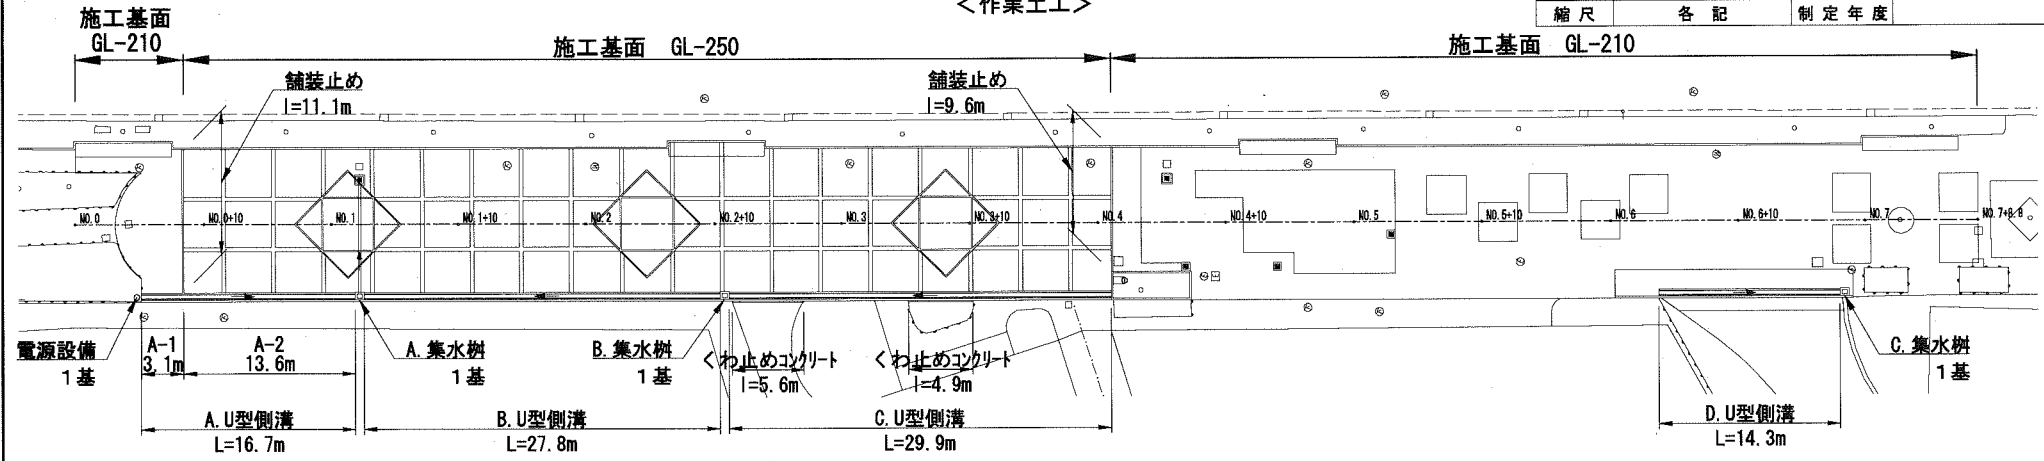 ＜作業土工＞
縮尺 各記 制定年度
施工基面
GL-210
施工基面 GL-250
施工基面 GL-210
舗装止め
l=11.1m
舗装止め
l=9.6m
NO.0
NO.0+10
NO.1
NO.1+10
NO.2
NO.2+10
NO.3
NO.3+10
NO.4
NO.4+10
NO.5
NO.5+10
NO.6
NO.6+10
NO.7
NO.7+8.8
電源設備
1基
A-1
3.1m
A-2
13.6m
A.集水桝
1基
B.集水桝
1基
くわ止めコンクリート
l=5.6m
くわ止めコンクリート
l=4.9m
C.集水桝
1基
A.U型側溝
L=16.7m
B.U型側溝
L=27.8m
C.U型側溝
L=29.9m
D.U型側溝
L=14.3m